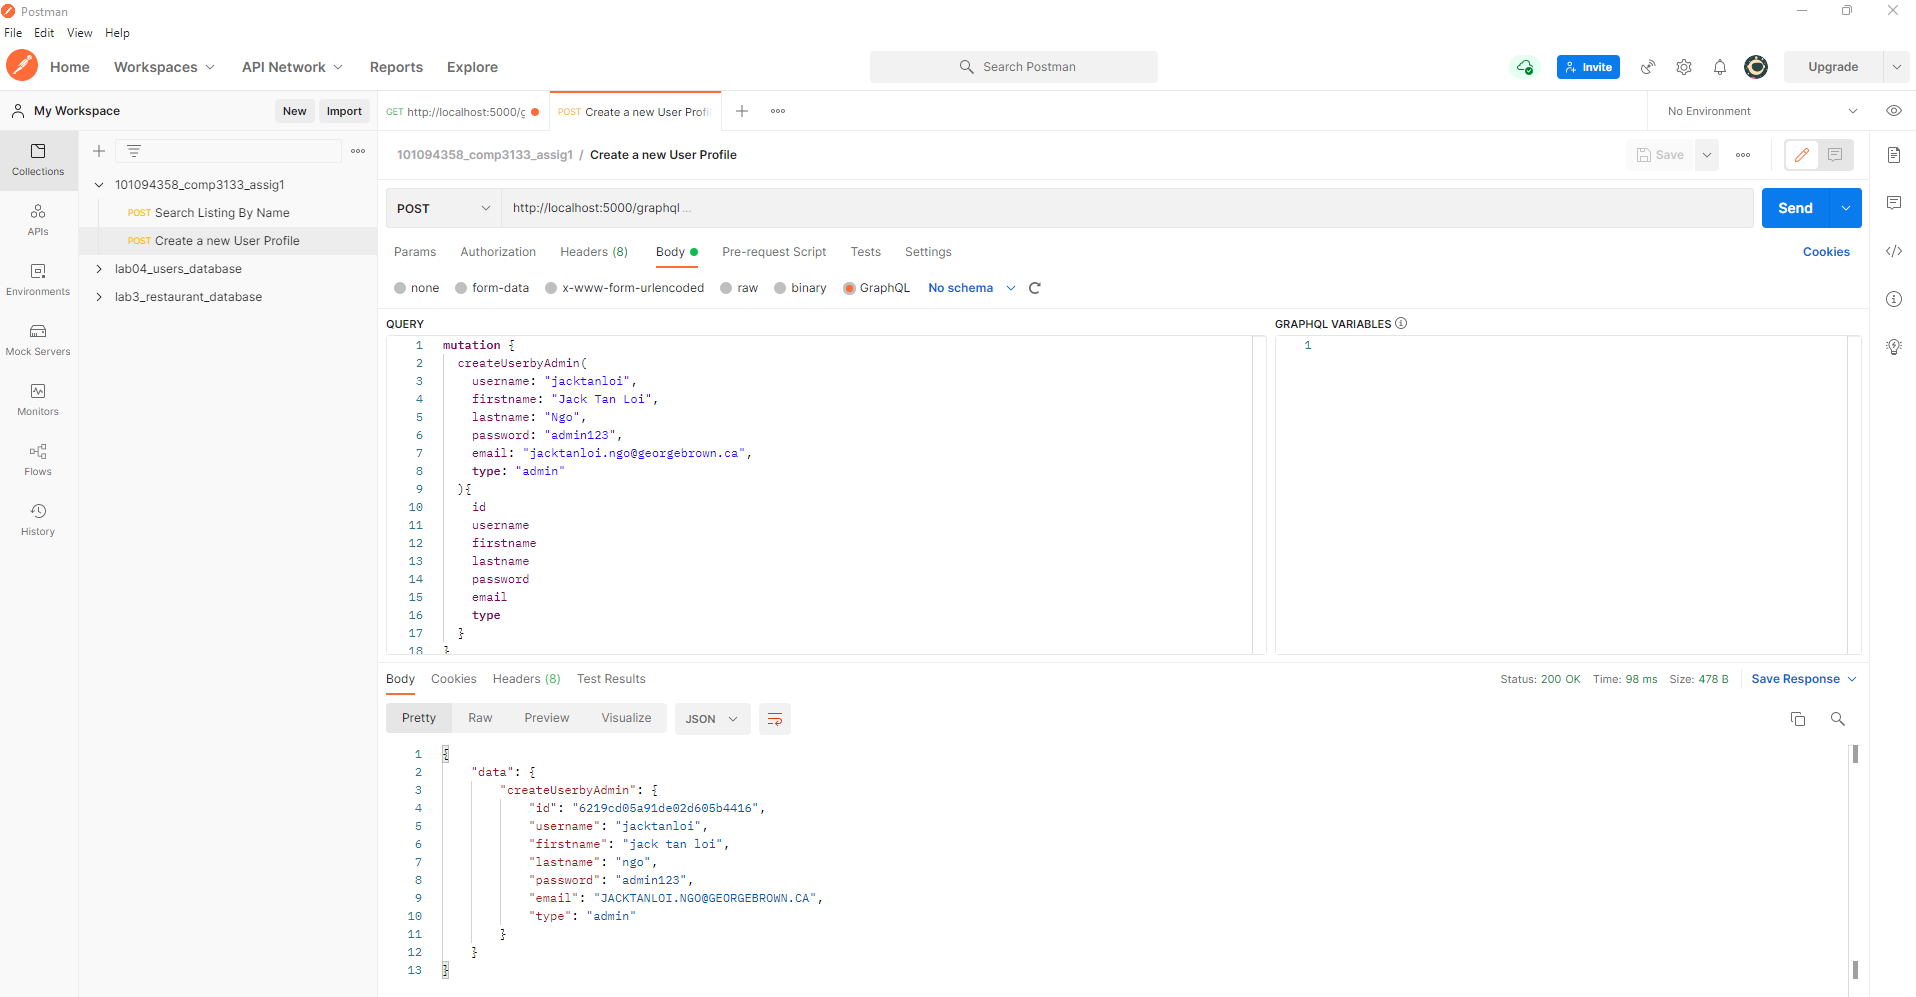 Postman
File Edit View Help
Home Workspaces API Network Reports Explore
Search Postman
Invite
Upgrade
My Workspace
New Import
GET http://localhost:5000/g
POST Create a new User Profi
No Environment
Collections
APIs
Environments
Mock Servers
Monitors
Flows
History
101094358_comp3133_assig1
POST Search Listing By Name
POST Create a new User Profile
lab04_users_database
lab3_restaurant_database
101094358_comp3133_assig1 / Create a new User Profile
Save
POST http://localhost:5000/graphql ...
Send
Params Authorization Headers (8) Body Pre-request Script Tests Settings
Cookies
none form-data x-www-form-urlencoded raw binary GraphQL No schema
QUERY
1 mutation {
2 createUserbyAdmin(
3 username: "jacktanloi",
4 firstname: "Jack Tan Loi",
5 lastname: "Ngo",
6 password: "admin123",
7 email: "jacktanloi.ngo@georgebrown.ca",
8 type: "admin"
9 ){
10 id
11 username
12 firstname
13 lastname
14 password
15 email
16 type
17 }
18 }
GRAPHQL VARIABLES
1
Body Cookies Headers (8) Test Results
Status: 200 OK Time: 98 ms Size: 478 B Save Response
Pretty Raw Preview Visualize JSON
1 {
2 "data": {
3 "createUserbyAdmin": {
4 "id": "6219cd05a91de02d605b4416",
5 "username": "jacktanloi",
6 "firstname": "jack tan loi",
7 "lastname": "ngo",
8 "password": "admin123",
9 "email": "JACKTANLOI.NGO@GEORGEBROWN.CA",
10 "type": "admin"
11 }
12 }
13 }